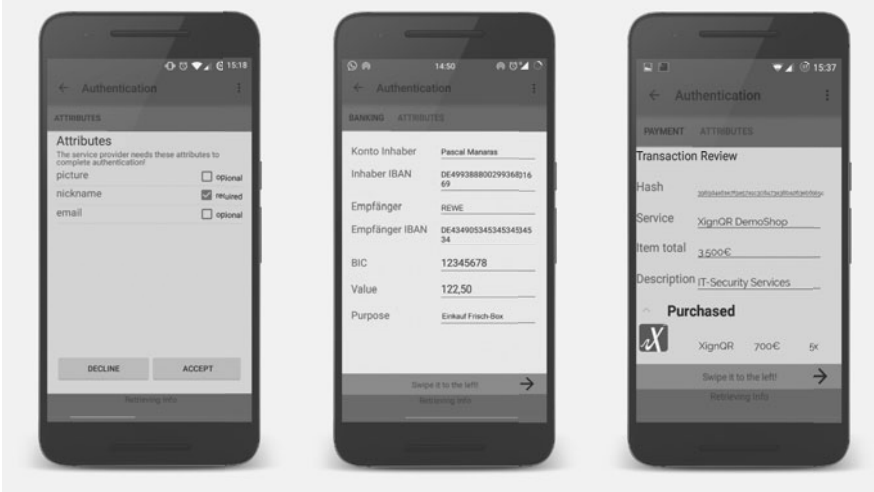 15:18
Authentication
ATTRIBUTES
Attributes
The service provider needs these attributes to
complete authentication!
picture optional
nickname required
email optional
DECLINE ACCEPT
Retrieving Info
14:50
Authentication
BANKING ATTRIBUTES
Konto Inhaber Pascal Manaras
Inhaber IBAN
69
Empfänger REWE
Empfänger IBAN
34
BIC 12345678
Value 122,50
Purpose Einkauf Frisch-Box
Swipe it to the left!
Retrieving Info
15:37
Authentication
PAYMENT ATTRIBUTES
Transaction Review
Hash
Service XignQR DemoShop
Item total 3.500€
Description IT-Security Services
Purchased
X
XignQR 700€ 5x
Swipe it to the left!
Retrieving Info